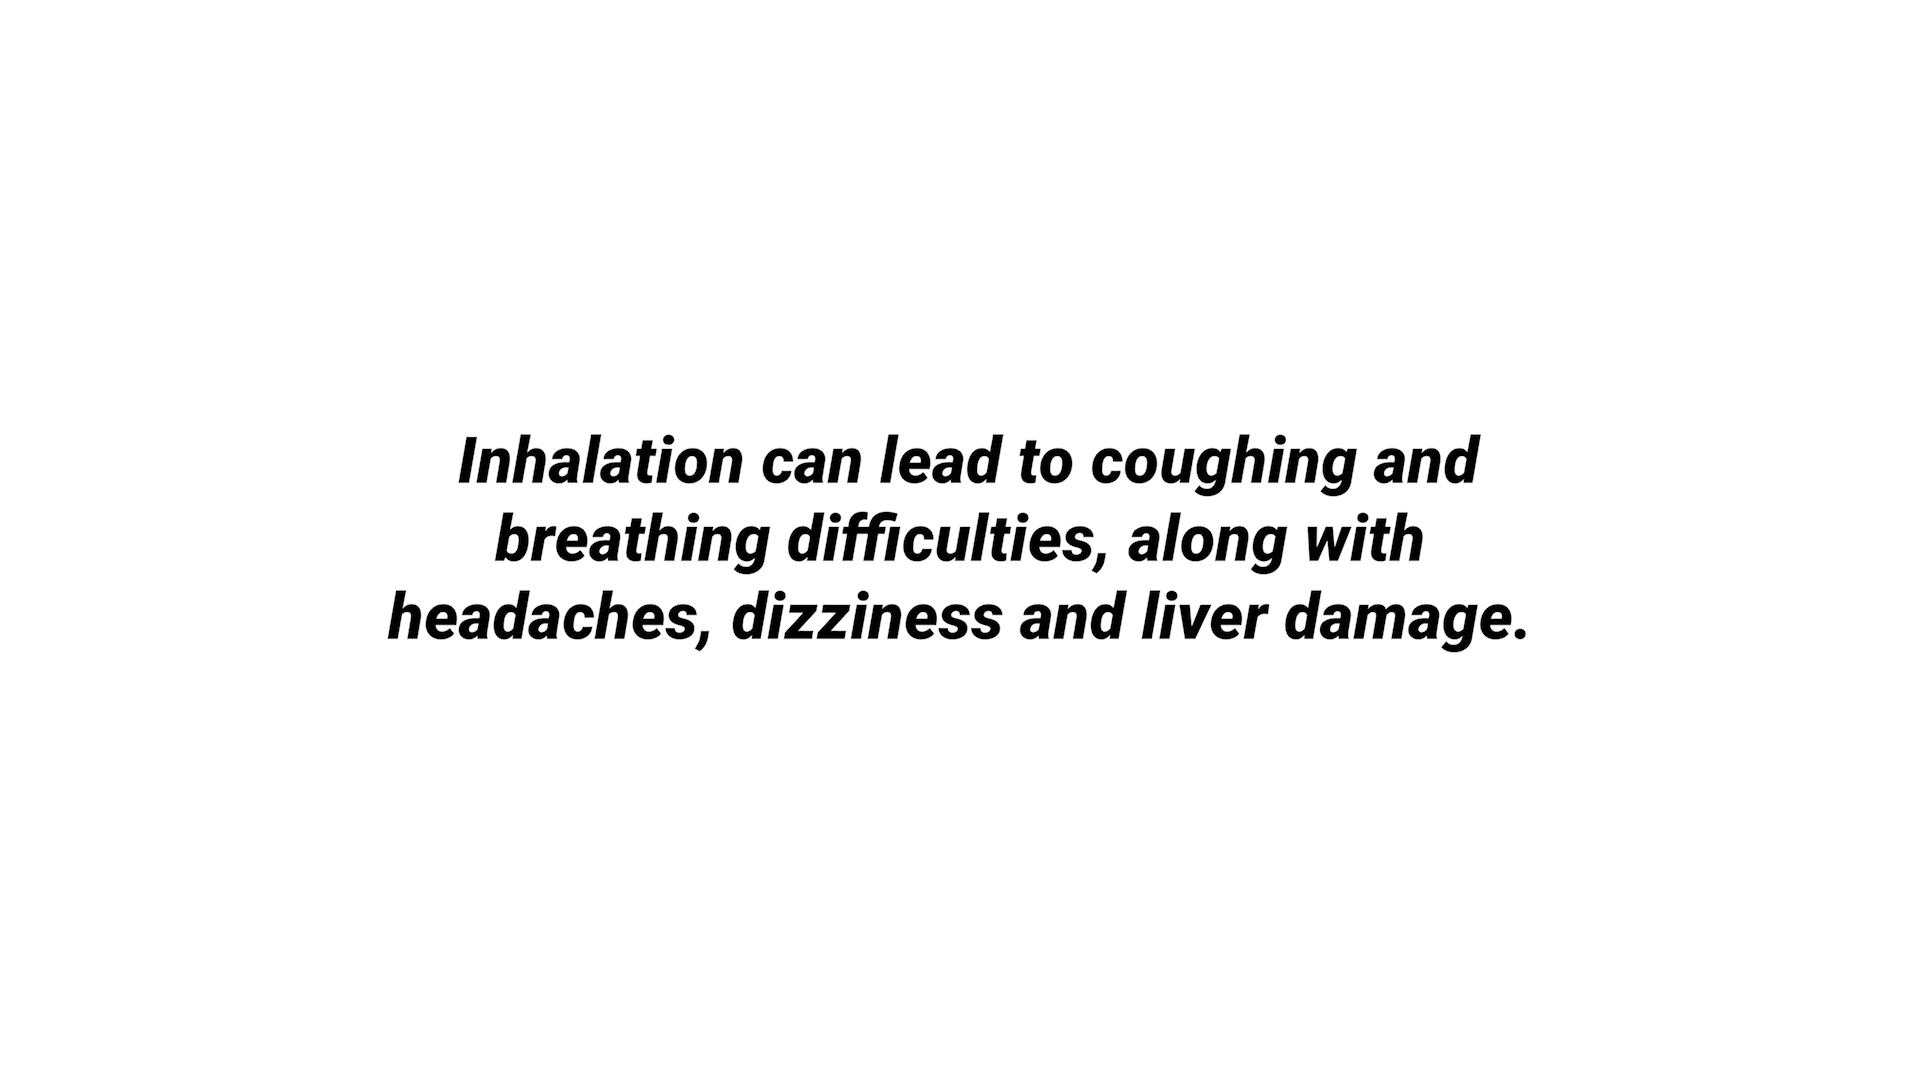 Inhalation can lead to coughing and
breathing difficulties, along with
headaches, dizziness and liver damage.